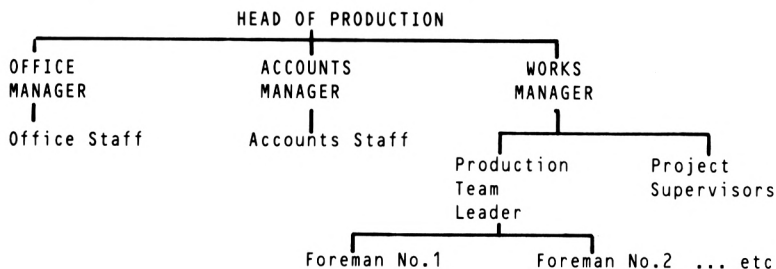 HEAD OF PRODUCTION
OFFICE MANAGER
ACCOUNTS MANAGER
WORKS MANAGER
Office Staff
Accounts Staff
Production Team Leader
Project Supervisors
Foreman No.1
Foreman No.2 ... etc